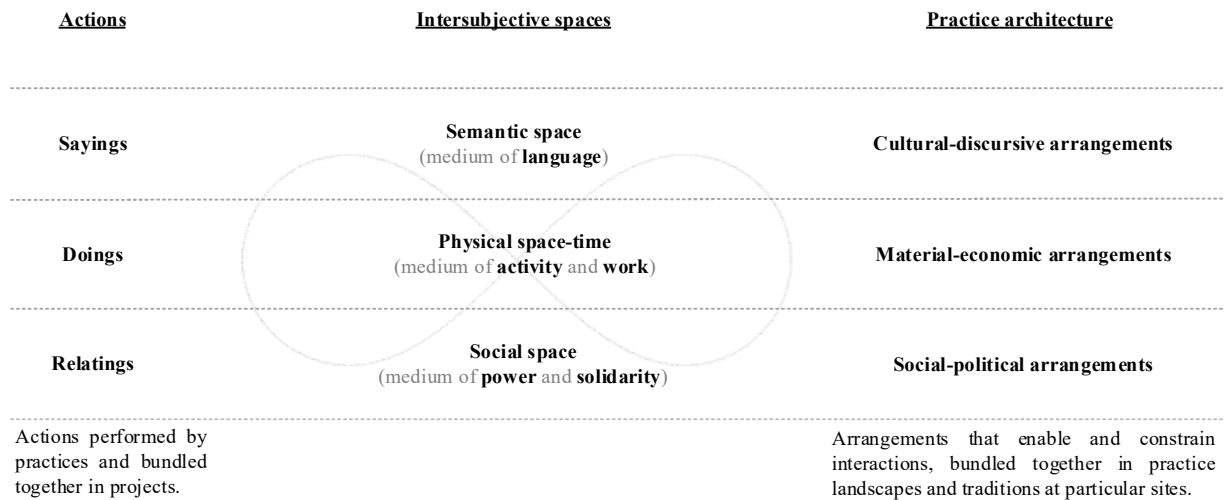 Actions
Intersubjective spaces
Practice architecture
Sayings
Semantic space
(medium of language)
Cultural-discursive arrangements
Doings
Physical space-time
(medium of activity and work)
Material-economic arrangements
Relatings
Social space
(medium of power and solidarity)
Social-political arrangements
Actions performed by
practices and bundled
together in projects.
Arrangements that enable and constrain
interactions, bundled together in practice
landscapes and traditions at particular sites.